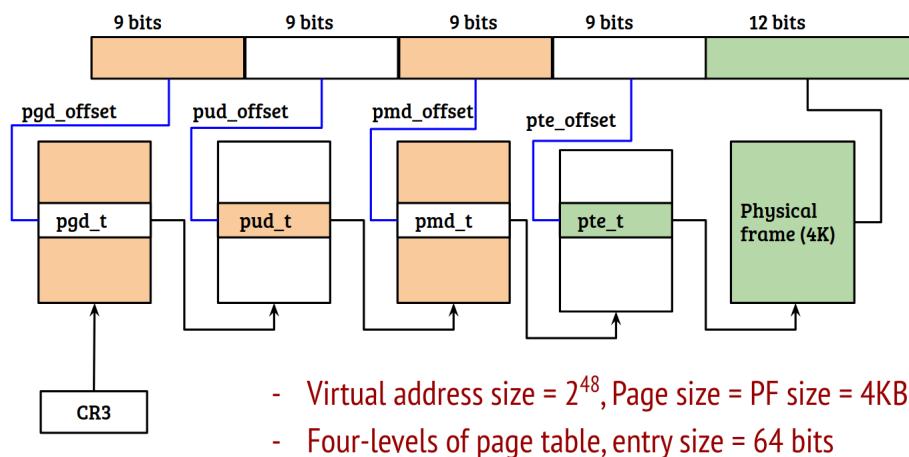 9 bits 9 bits 9 bits 9 bits 12 bits
pgd_offset pud_offset pmd_offset pte_offset
pgd_t pud_t pmd_t pte_t Physical
frame (4K)
CR3
- Virtual address size = 2⁴⁸, Page size = PF size = 4KB
- Four-levels of page table, entry size = 64 bits